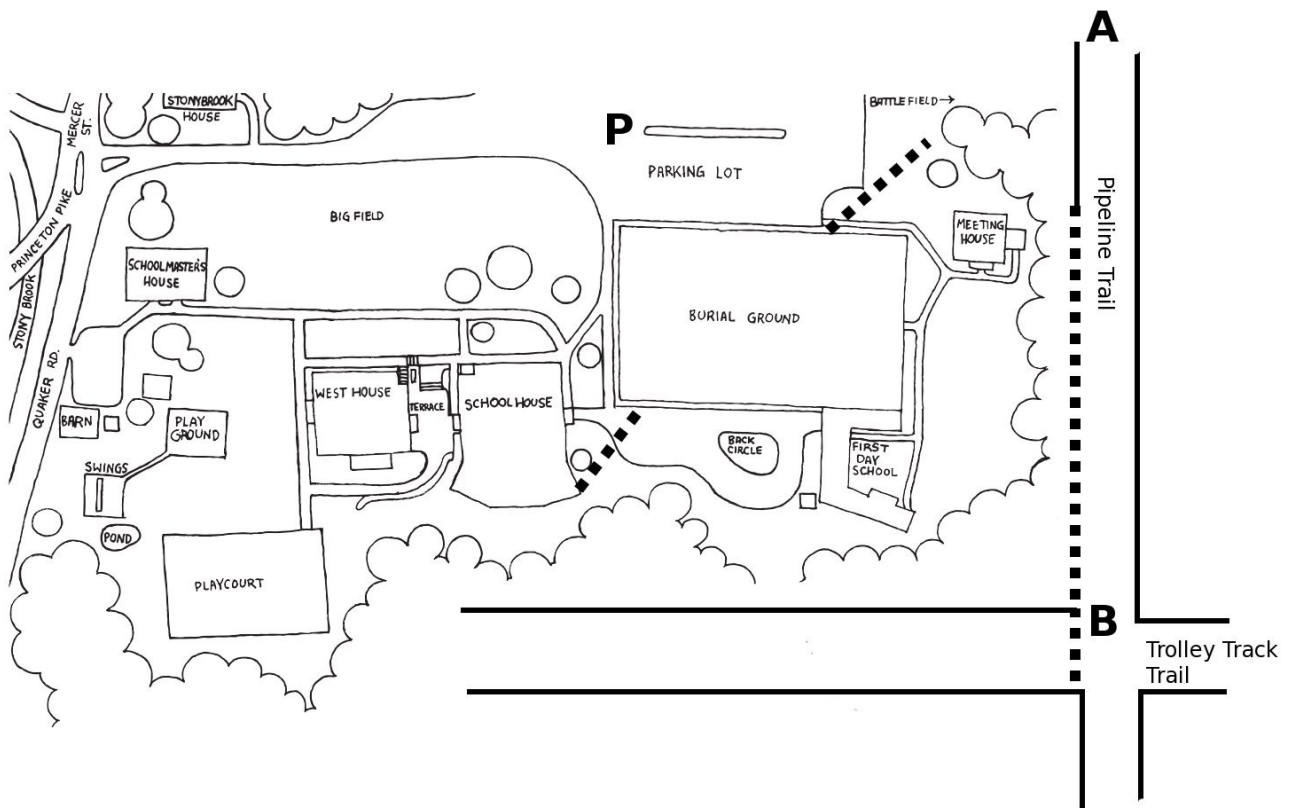 A
STONYBROOK
HOUSE
BATTLEFIELD→
MERCER
ST.
P
PARKING LOT
Pipeline Trail
BIG FIELD
PRINCETON PIKE
MEETING
HOUSE
SCHOOLMASTER'S
HOUSE
STONY BROOK
BURIAL GROUND
QUAKER RD.
WEST HOUSE
TERRACE
SCHOOL HOUSE
BARN
PLAY
GROUND
BACK
CIRCLE
FIRST
DAY
SCHOOL
SWINGS
POND
PLAYCOURT
B
Trolley Track
Trail